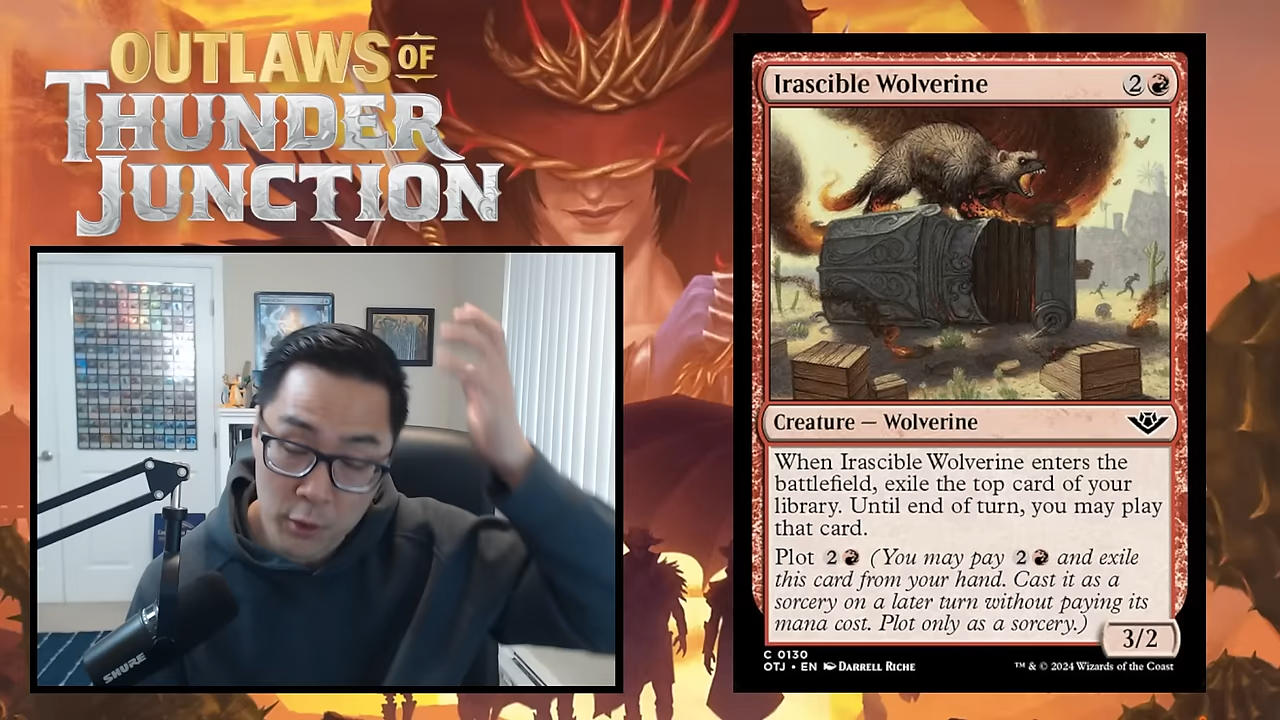 OUTLAWS OF
THUNDER
JUNCTION
SHURE
Irascible Wolverine 2
Creature — Wolverine
When Irascible Wolverine enters the
battlefield, exile the top card of your
library. Until end of turn, you may play
that card.
Plot 2 (You may pay 2 and exile
this card from your hand. Cast it as a
sorcery on a later turn without paying its
mana cost. Plot only as a sorcery.)
3/2
C 0130
OTJ • EN DARRELL RICHE
™ & © 2024 Wizards of the Coast